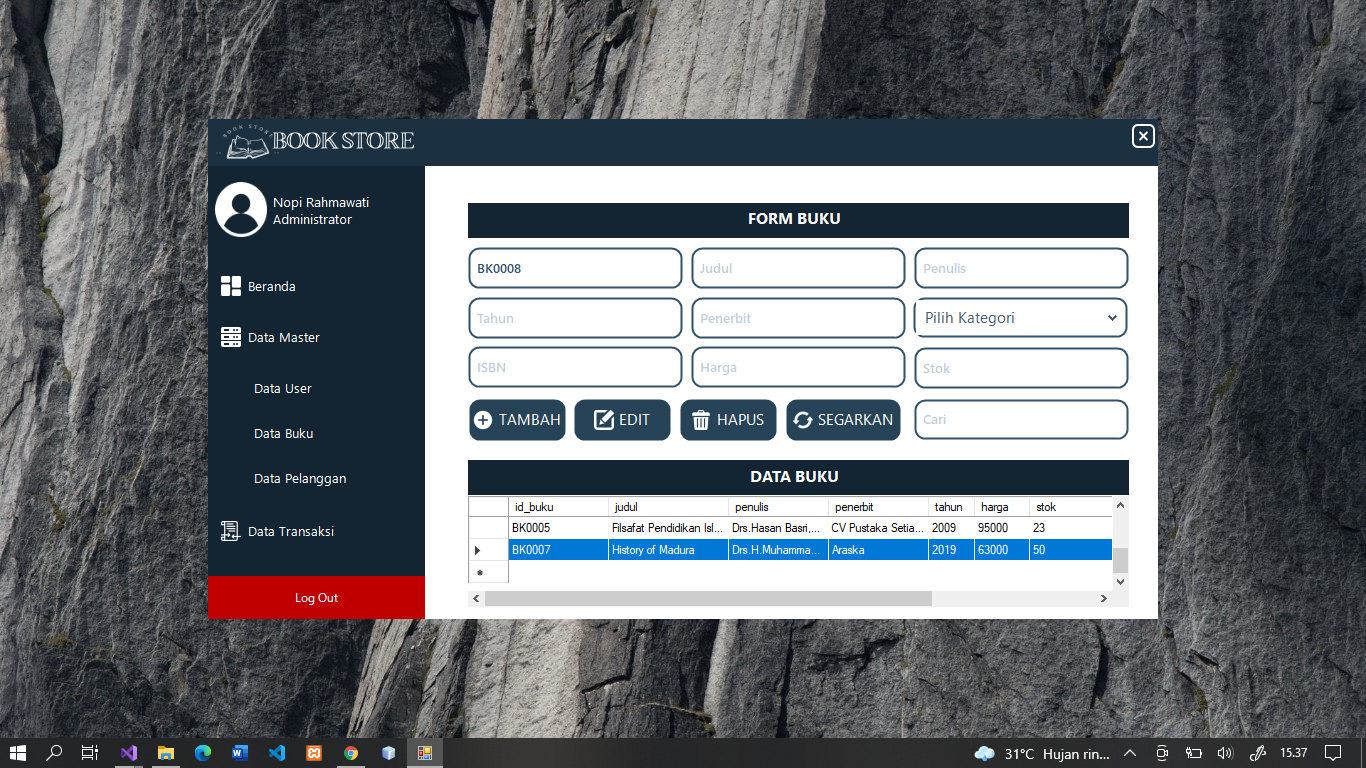 BOOK STORE
BOOK STORE
Nopi Rahmawati
Administrator
Beranda
Data Master
Data User
Data Buku
Data Pelanggan
Data Transaksi
Log Out
FORM BUKU
BK0008 Judul Penulis
Tahun Penerbit Pilih Kategori
ISBN Harga Stok
TAMBAH EDIT HAPUS SEGARKAN Cari
DATA BUKU
id_buku judul penulis penerbit tahun harga stok
BK0005 Filsafat Pendidikan Isl... Drs.Hasan Basri,... CV Pustaka Setia... 2009 95000 23
BK0007 History of Madura Drs.H.Muhamma... Araska 2019 63000 50
31°C Hujan rin... 15.37